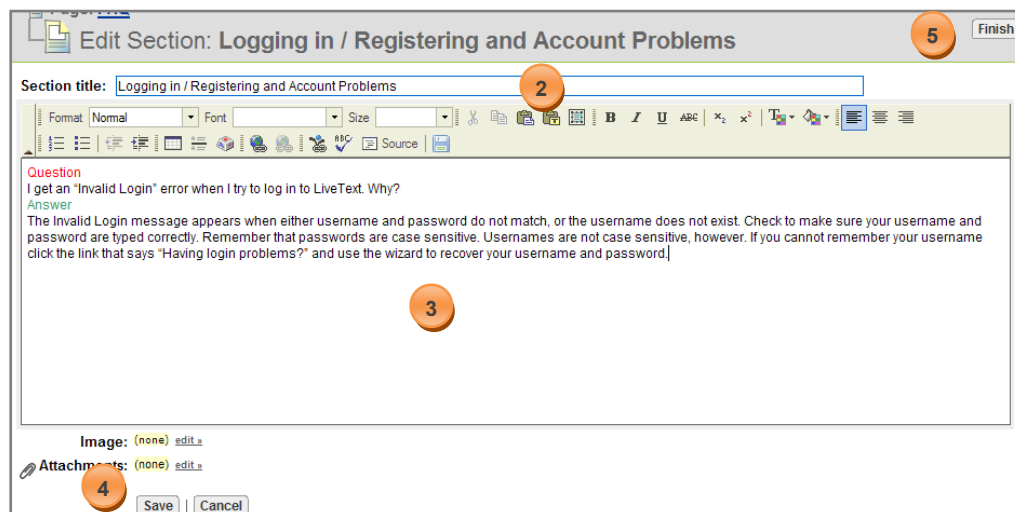 Page: FAQ
Edit Section: Logging in / Registering and Account Problems
5
Finish
Section title: Logging in / Registering and Account Problems
2
Format Normal Font Size B I U ABC x₂ x² T
ABC Source
Question
I get an “Invalid Login” error when I try to log in to LiveText. Why?
Answer
The Invalid Login message appears when either username and password do not match, or the username does not exist. Check to make sure your username and
password are typed correctly. Remember that passwords are case sensitive. Usernames are not case sensitive, however. If you cannot remember your username
click the link that says “Having login problems?” and use the wizard to recover your username and password.
3
Image: (none) edit »
Attachments: (none) edit »
4
Save | Cancel